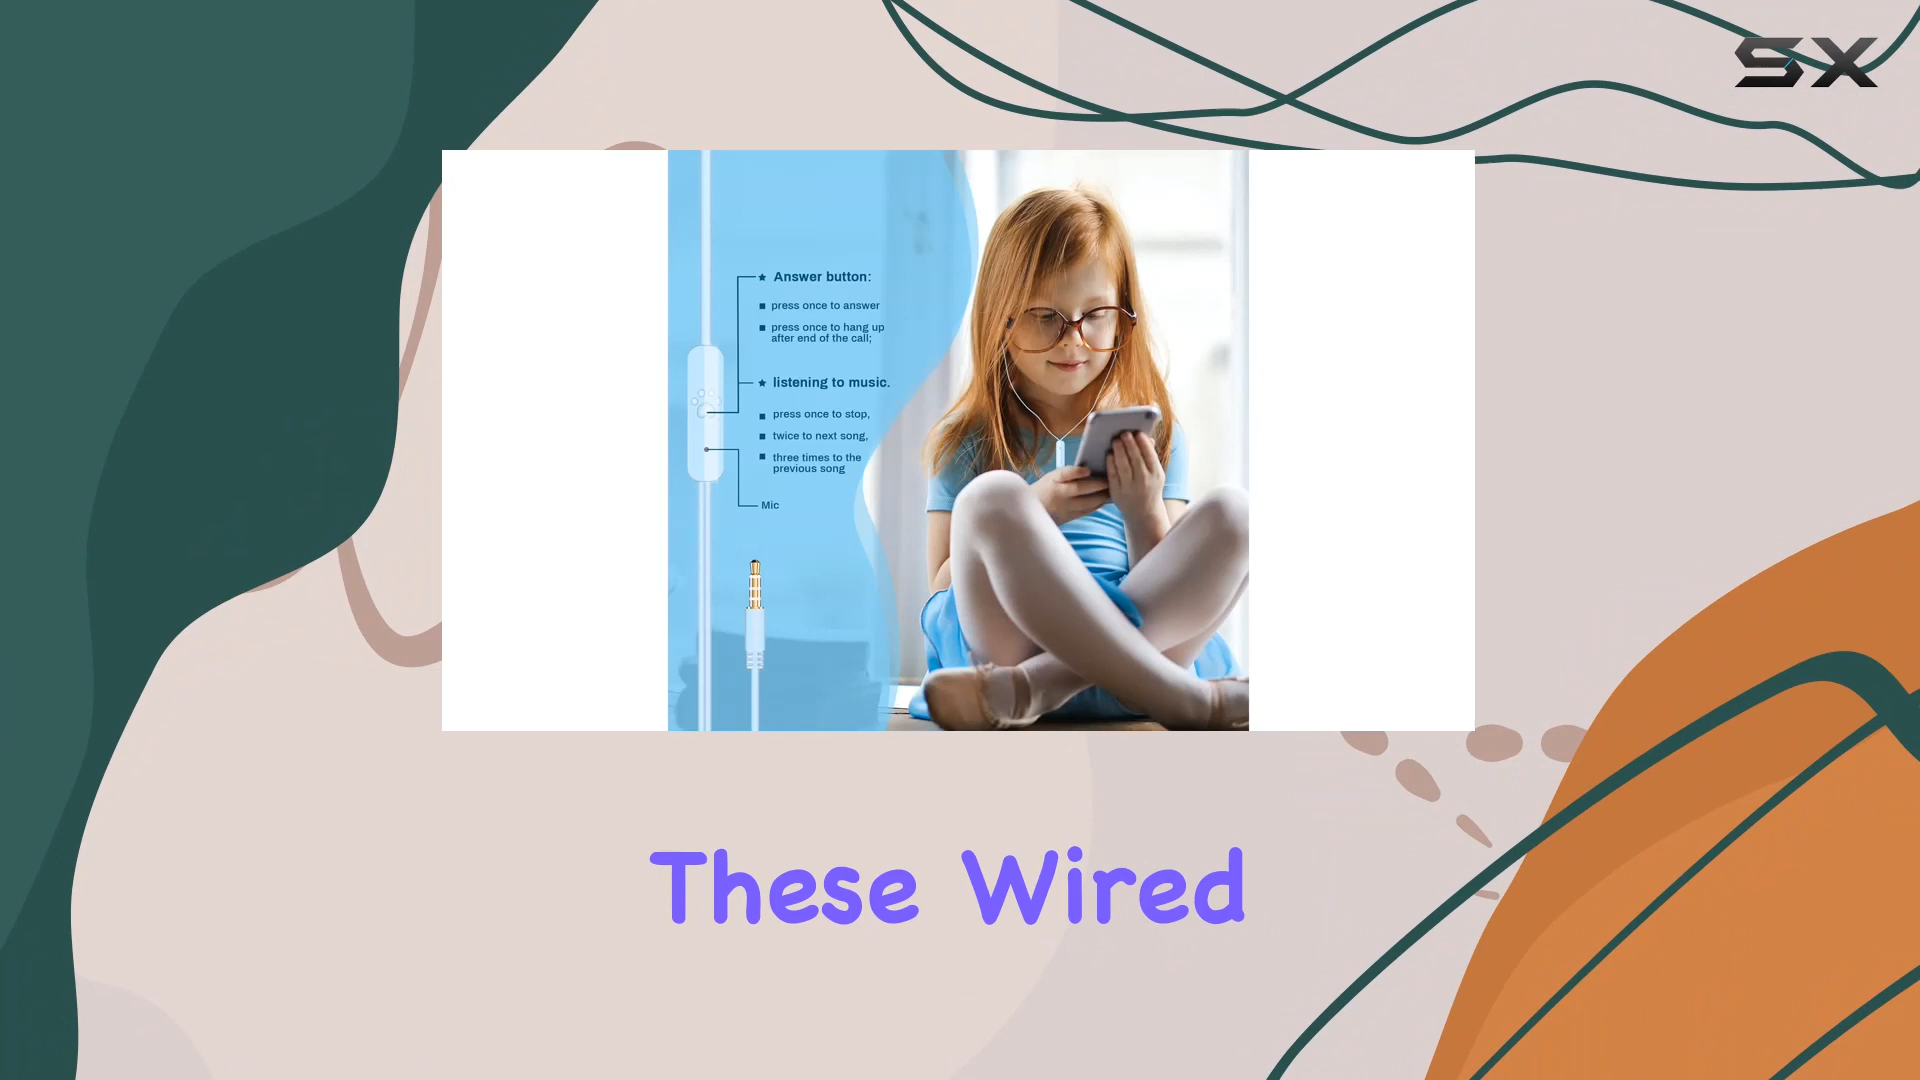 SX
Answer button:
press once to answer
press once to hang up
after end of the call;
listening to music.
press once to stop,
twice to next song,
three times to the
previous song
Mic
These Wired